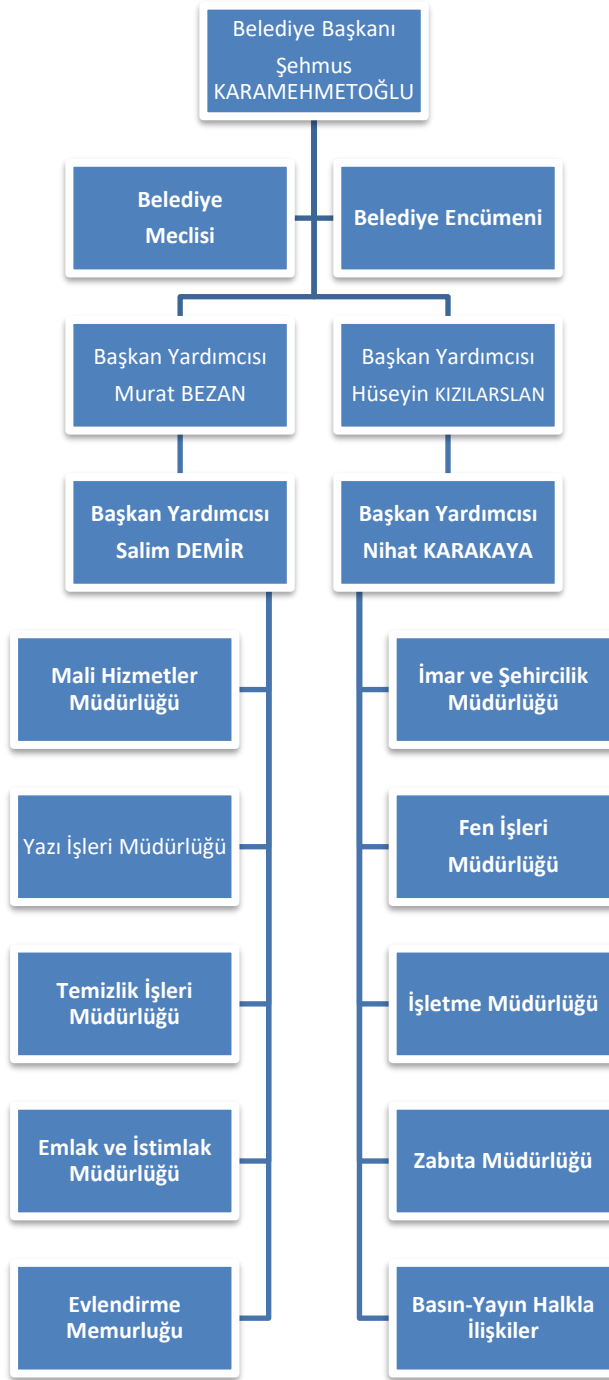 Belediye Başkanı
Şehmus
KARAMEHMETOĞLU
Belediye
Meclisi
Belediye Encümeni
Başkan Yardımcısı
Murat BEZAN
Başkan Yardımcısı
Hüseyin KIZILARSLAN
Başkan Yardımcısı
Salim DEMİR
Başkan Yardımcısı
Nihat KARAKAYA
Mali Hizmetler
Müdürlüğü
İmar ve Şehircilik
Müdürlüğü
Yazı İşleri Müdürlüğü
Fen İşleri
Müdürlüğü
Temizlik İşleri
Müdürlüğü
İşletme Müdürlüğü
Emlak ve İstimlak
Müdürlüğü
Zabıta Müdürlüğü
Evlendirme
Memurluğu
Basın-Yayın Halkla
İlişkiler